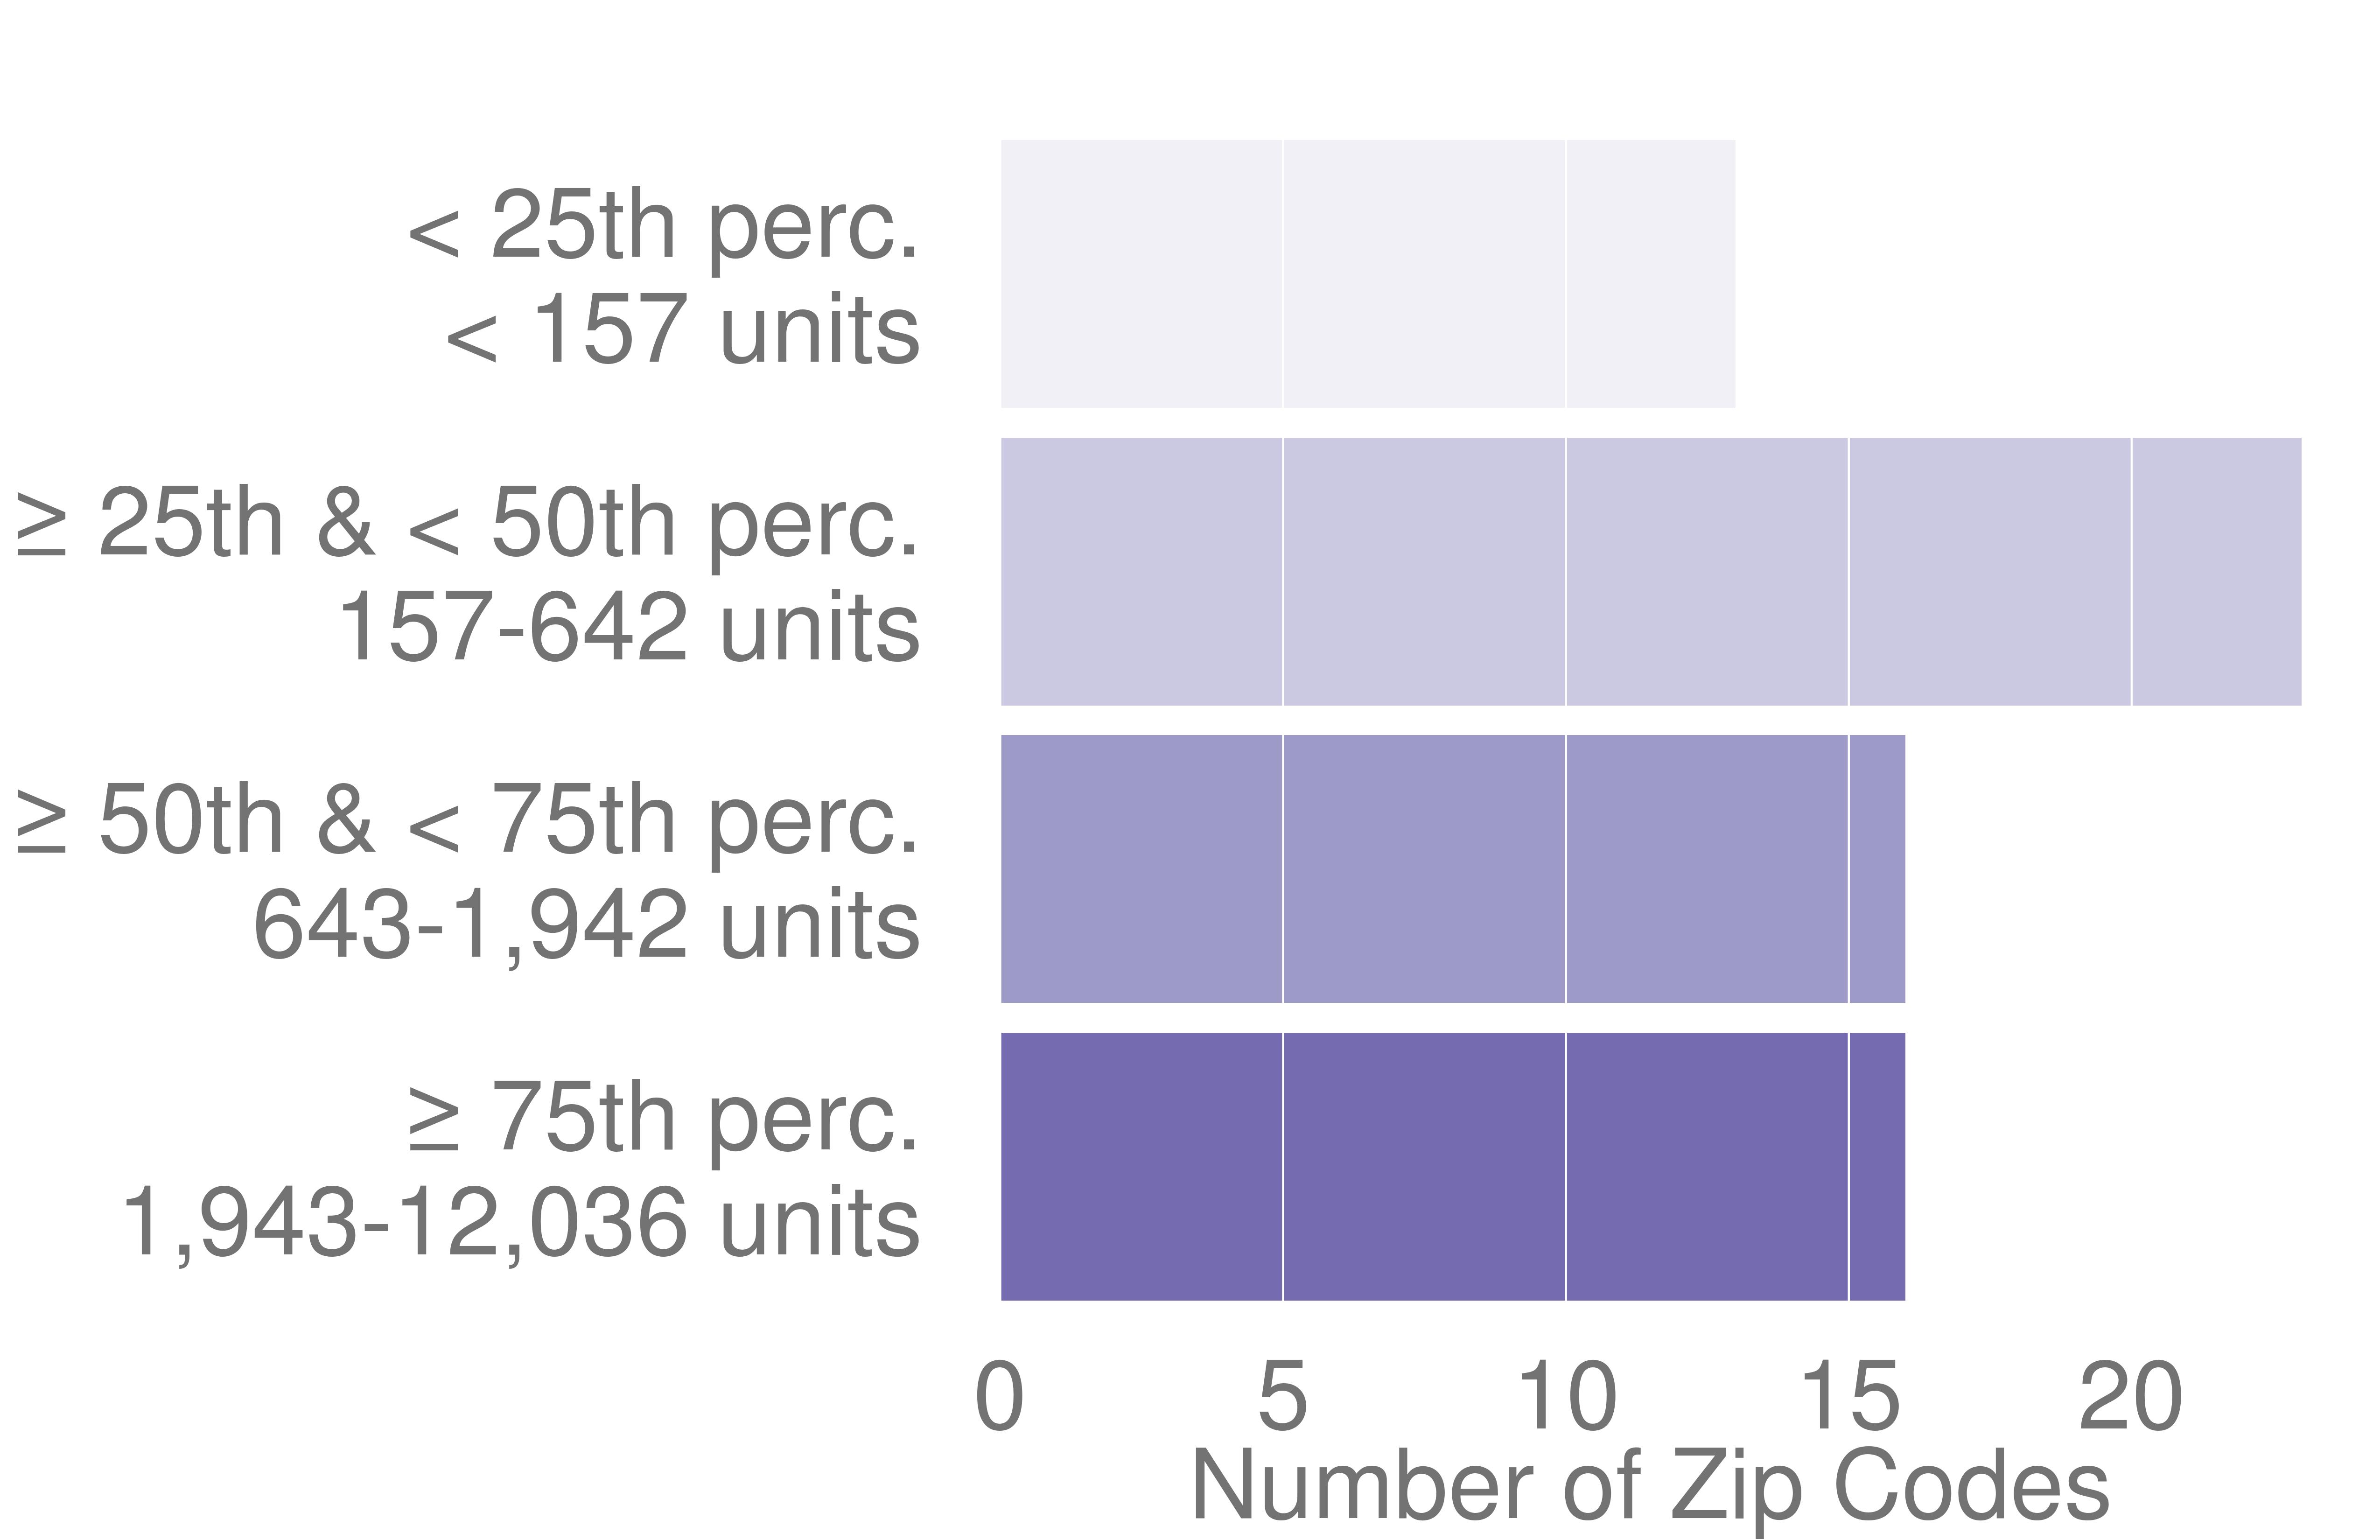 < 25th perc.
< 157 units
≥ 25th & < 50th perc.
157-642 units
≥ 50th & < 75th perc.
643-1,942 units
≥ 75th perc.
1,943-12,036 units
0 5 10 15 20
Number of Zip Codes